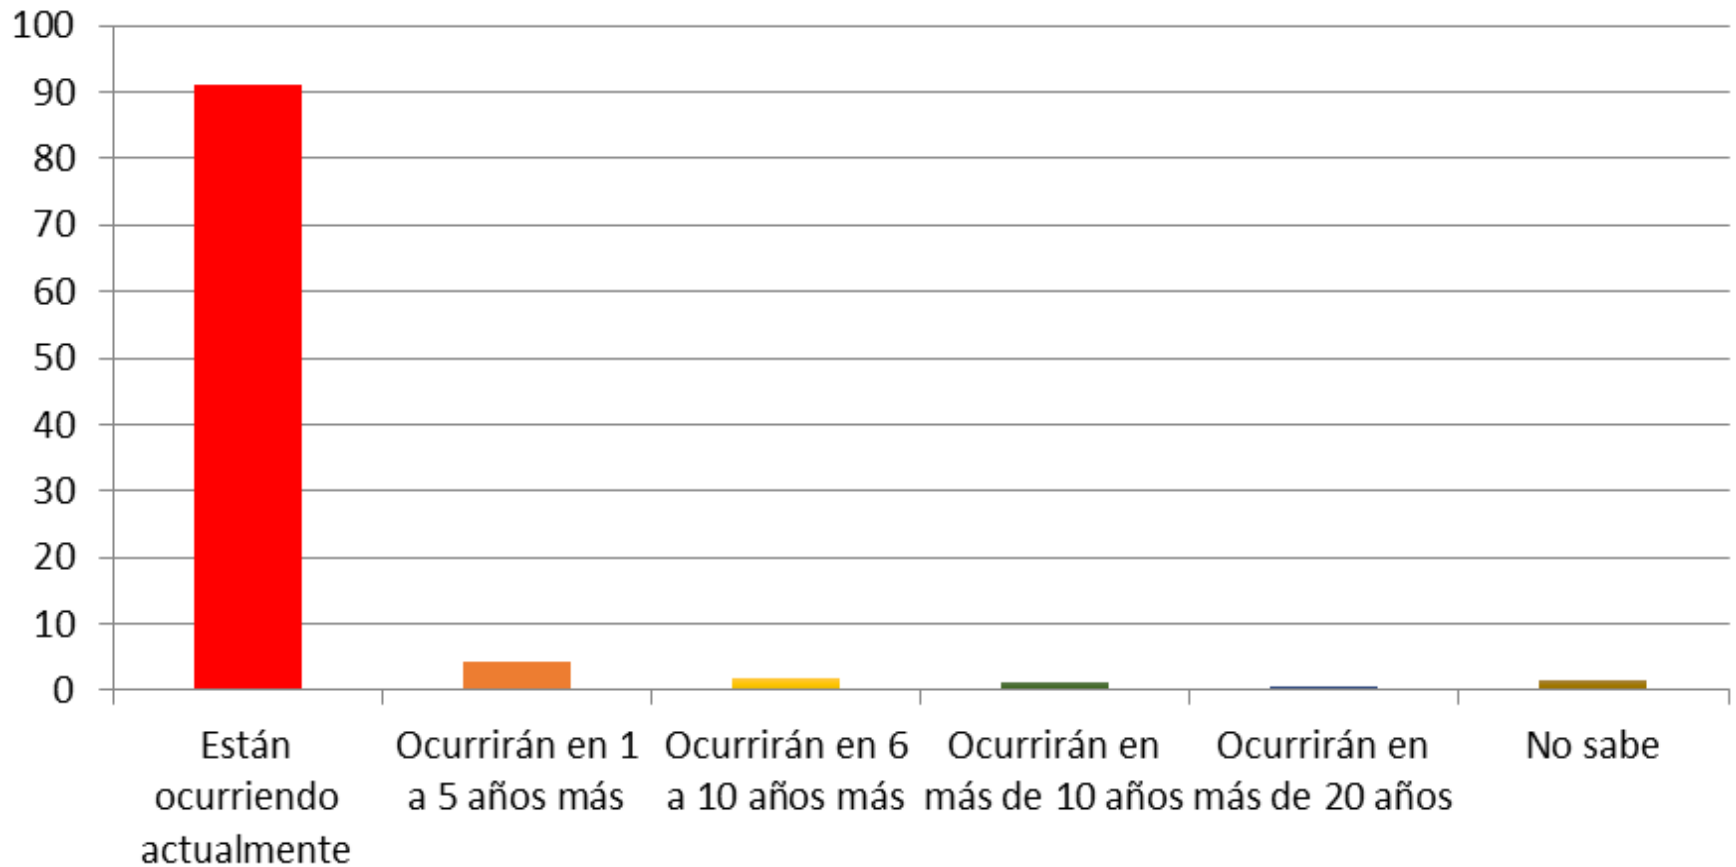 100
90
80
70
60
50
40
30
20
10
0
Están
ocurriendo
actualmente
Ocurrirán en 1
a 5 años más
Ocurrirán en 6
a 10 años más
Ocurrirán en
más de 10 años
Ocurrirán en
más de 20 años
No sabe